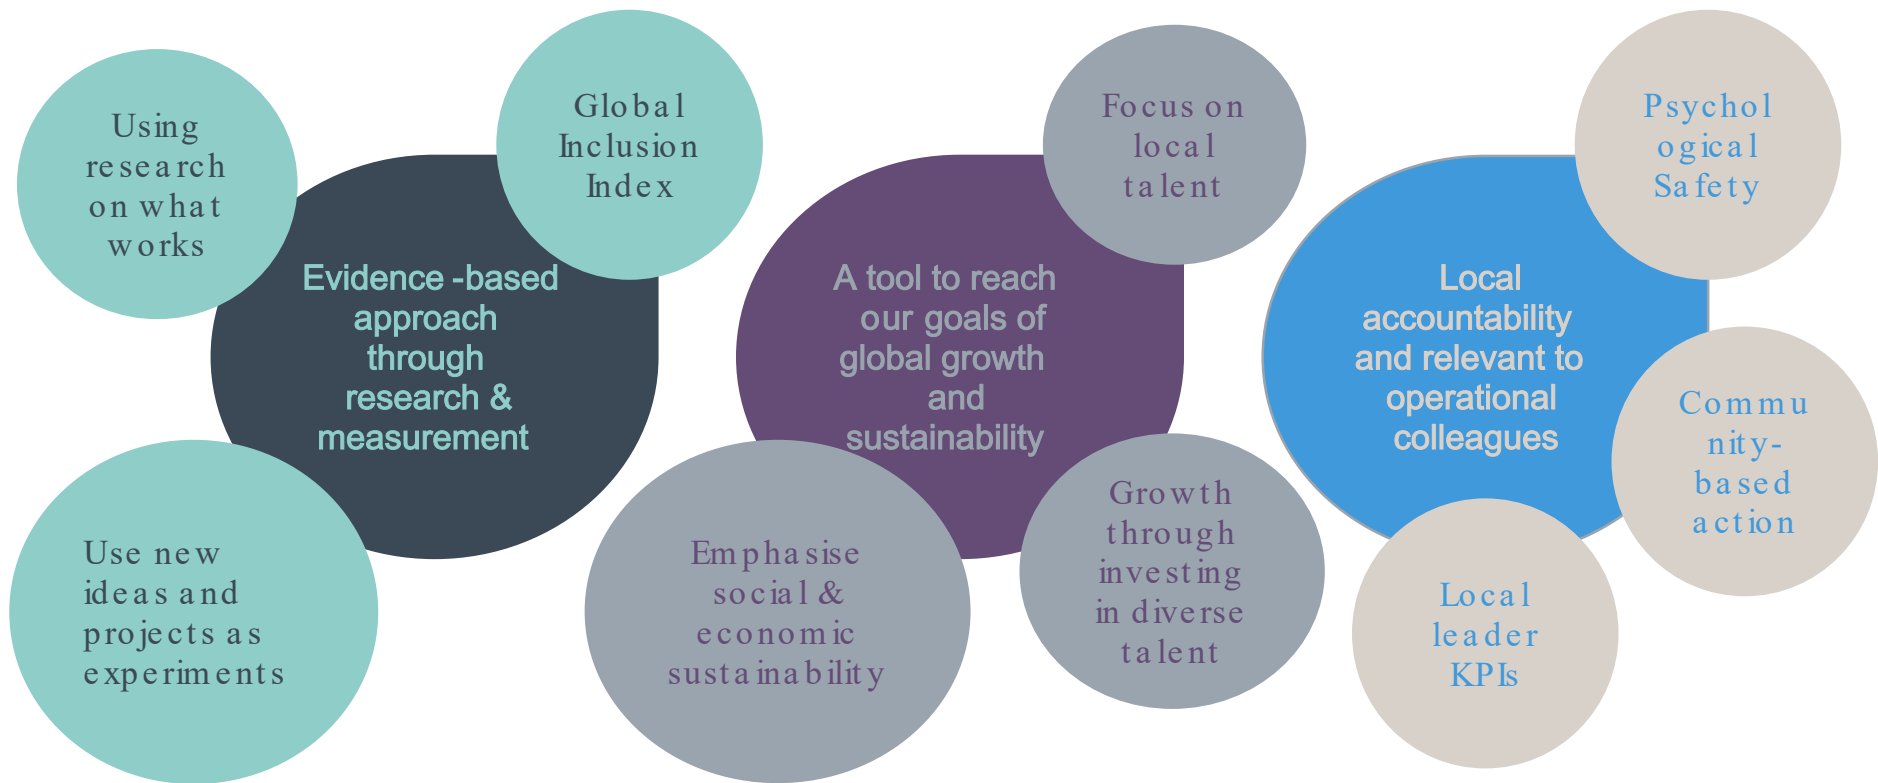 Using
research
on what
works
Global
Inclusion
Index
Evidence -based
approach
through
research &
measurement
Use new
ideas and
projects as
experiments
Focus on
local
talent
A tool to reach
our goals of
global growth
and
sustainability
Emphasise
social &
economic
sustainability
Growth
through
investing
in diverse
talent
Psychol
ogical
Safety
Local
accountability
and relevant to
operational
colleagues
Commu
nity-
based
action
Local
leader
KPIs